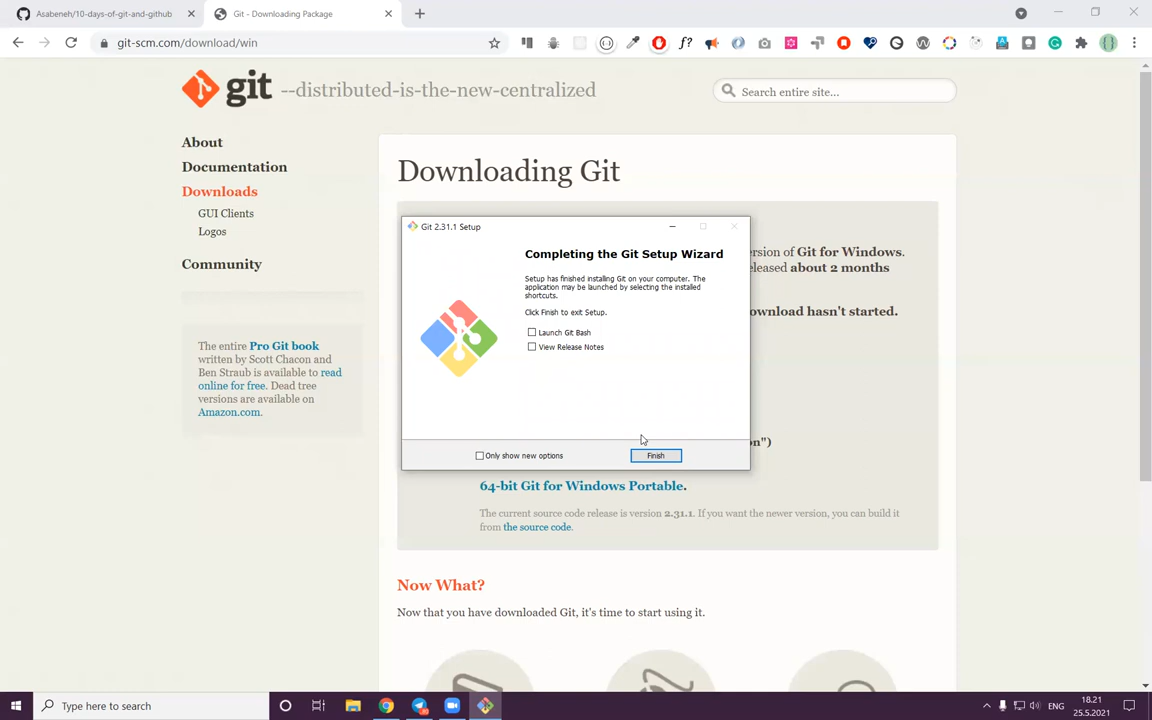 Asabeneh/10-days-of-git-and-github
Git - Downloading Package
git-scm.com/download/win
git --distributed-is-the-new-centralized
Search entire site...
About
Documentation
Downloads
GUI Clients
Logos
Community
The entire Pro Git book
written by Scott Chacon and
Ben Straub is available to read
online for free. Dead tree
versions are available on
Amazon.com.
Downloading Git
ersion of Git for Windows.
eleased about 2 months
ownload hasn't started.
Git 2.31.1 Setup
Completing the Git Setup Wizard
Setup has finished installing Git on your computer. The
application may be launched by selecting the installed
shortcuts.
Click Finish to exit Setup.
Launch Git Bash
View Release Notes
Only show new options
Finish
on")
64-bit Git for Windows Portable.
The current source code release is version 2.31.1. If you want the newer version, you can build it
from the source code.
Now What?
Now that you have downloaded Git, it's time to start using it.
Type here to search
ENG
18.21
25.5.2021